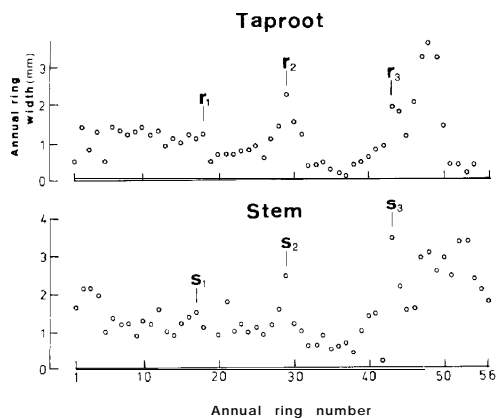 Taproot
Annual ring
width (mm)
3
2
1
0
r1
r2
r3
Stem
4
3
2
1
0
s1
s2
s3
1 10 20 30 40 50 56
Annual ring number